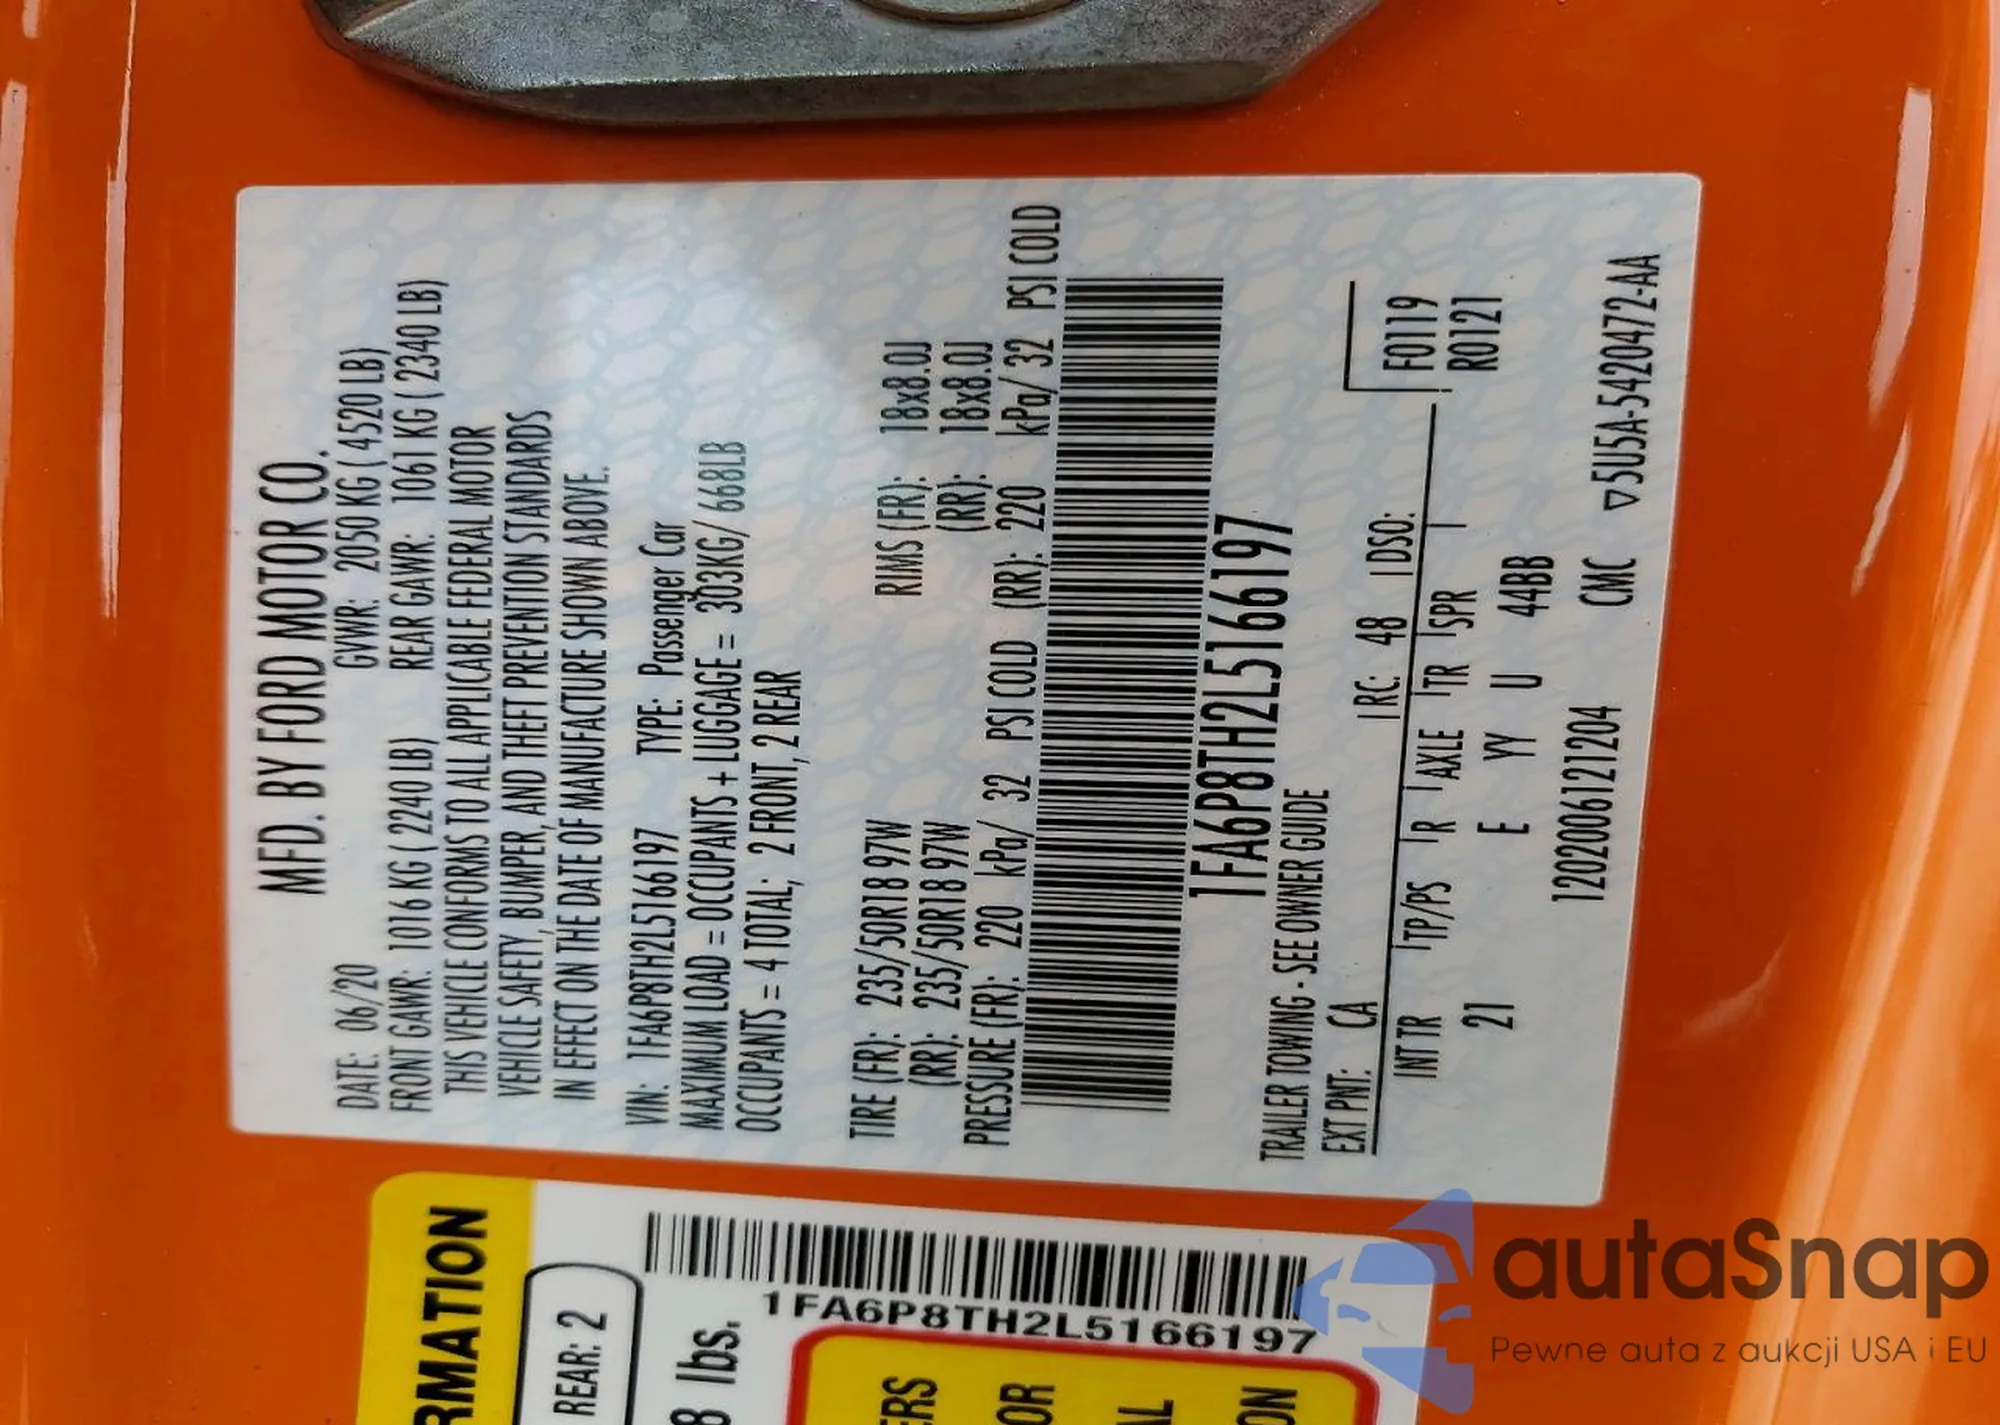 MFD. BY FORD MOTOR CO.
DATE: 06/20 GVWR: 2050 KG ( 4520 LB)
FRONT GAWR: 1016 KG ( 2240 LB) REAR GAWR: 1061 KG ( 2340 LB)
THIS VEHICLE CONFORMS TO ALL APPLICABLE FEDERAL MOTOR
VEHICLE SAFETY, BUMPER, AND THEFT PREVENTION STANDARDS
IN EFFECT ON THE DATE OF MANUFACTURE SHOWN ABOVE.
VIN: 1FA6P8TH2L5166197 TYPE: Passenger Car
MAXIMUM LOAD = OCCUPANTS + LUGGAGE = 303KG/ 668LB
OCCUPANTS = 4 TOTAL; 2 FRONT, 2 REAR
TIRE (FR): 235/50R18 97W RIMS (FR): 18x8.0J
(RR): 235/50R18 97W (RR): 18x8.0J
PRESSURE (FR): 220 kPa/ 32 PSI COLD (RR): 220 kPa/ 32 PSI COLD
1FA6P8TH2L5166197
TRAILER TOWING - SEE OWNER GUIDE
EXT PNT: CA RC: 48 DSO:
F0119
INT TR TP/PS R AXLE TR SPR R0121
21 E YY U 44BB
120200612​1204 CMC ▽5U5A-5420472-AA
RMATION
REAR: 2
8 lbs.
1FA6P8TH2L5166197
ERS
OR
AL
ON
autaSnap
Pewne auta z aukcji USA i EU